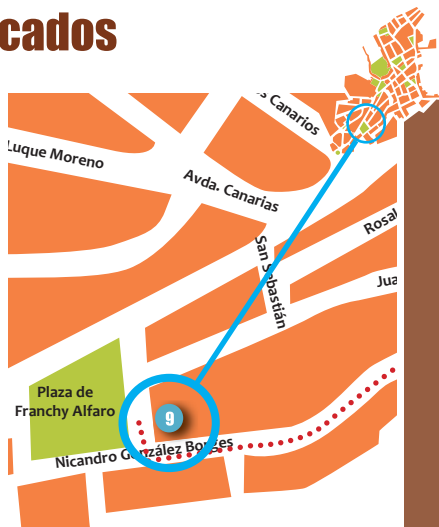 cados
s Canarios
Luque Moreno
Avda. Canarias
Rosal
San Sebastián
Jua
Plaza de
Franchy Alfaro
9
Nicandro González Borges